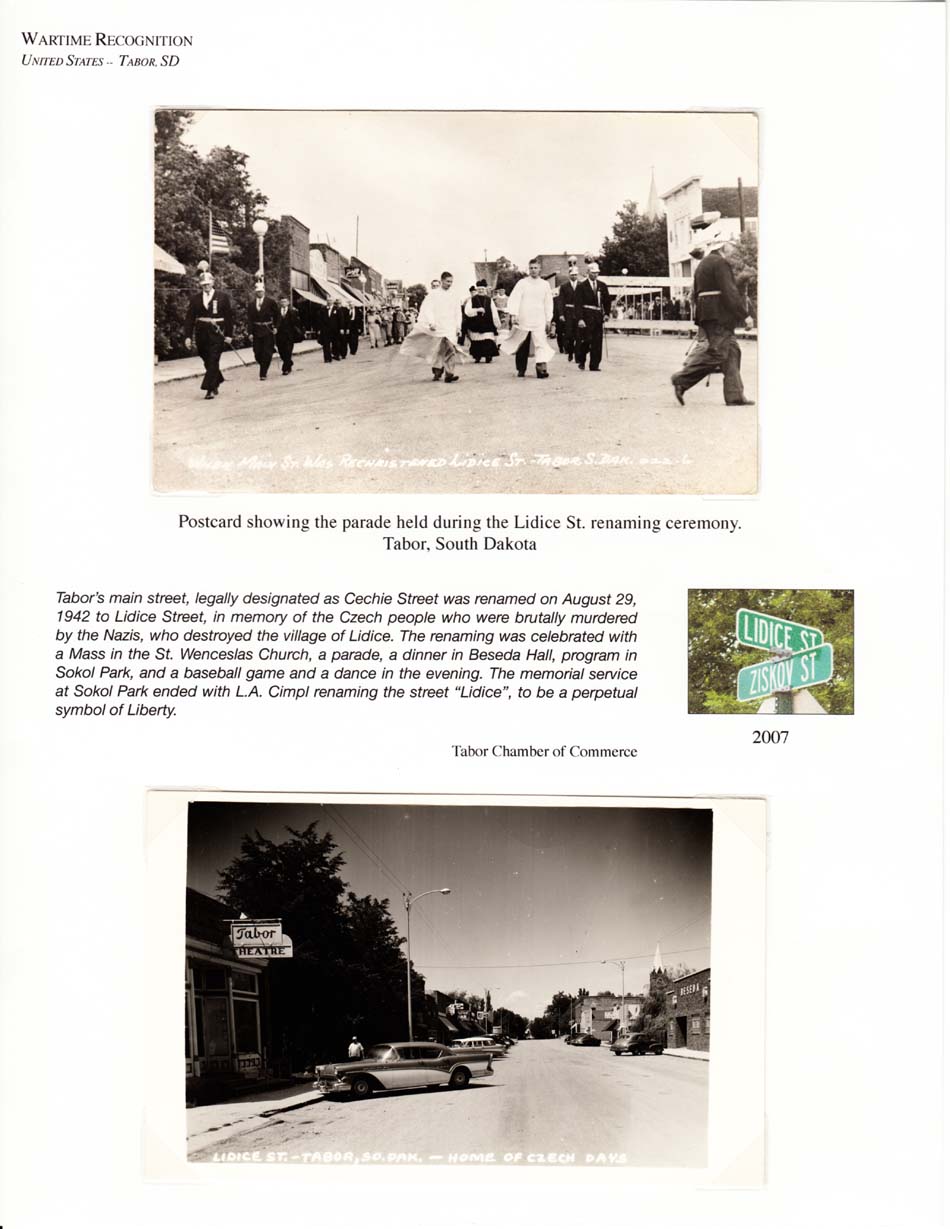 WARTIME RECOGNITION
UNITED STATES -- TABOR, SD
WHEN MAIN ST. WAS RECHRISTENED LIDICE ST. - TABOR S. DAK.
Postcard showing the parade held during the Lidice St. renaming ceremony.
Tabor, South Dakota
Tabor's main street, legally designated as Cechie Street was renamed on August 29,
1942 to Lidice Street, in memory of the Czech people who were brutally murdered
by the Nazis, who destroyed the village of Lidice. The renaming was celebrated with
a Mass in the St. Wenceslas Church, a parade, a dinner in Beseda Hall, program in
Sokol Park, and a baseball game and a dance in the evening. The memorial service
at Sokol Park ended with L.A. Cimpl renaming the street “Lidice”, to be a perpetual
symbol of Liberty.
Tabor Chamber of Commerce
LIDICE ST
ZISKOV ST
2007
Tabor
THEATRE
BESEDA
LIDICE ST. - TABOR, SO. DAK. - HOME OF CZECH DAYS